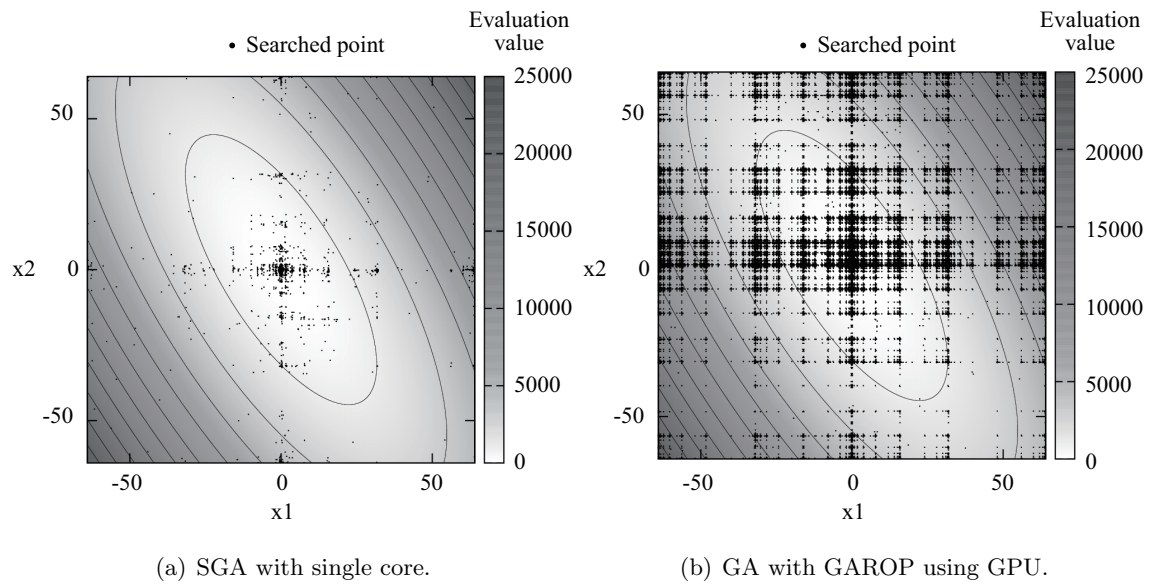 Evaluation
value
• Searched point
25000
50
20000
15000
x2
0
10000
5000
-50
0
-50
0
50
x1
(a) SGA with single core.
Evaluation
value
• Searched point
25000
50
20000
15000
x2
0
10000
5000
-50
0
-50
0
50
x1
(b) GA with GAROP using GPU.